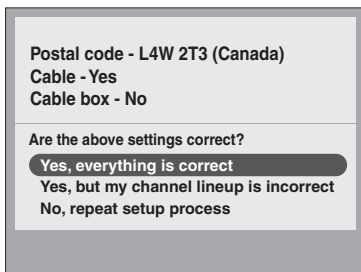 Postal code - L4W 2T3 (Canada)
Cable - Yes
Cable box - No
Are the above settings correct?
Yes, everything is correct
Yes, but my channel lineup is incorrect
No, repeat setup process